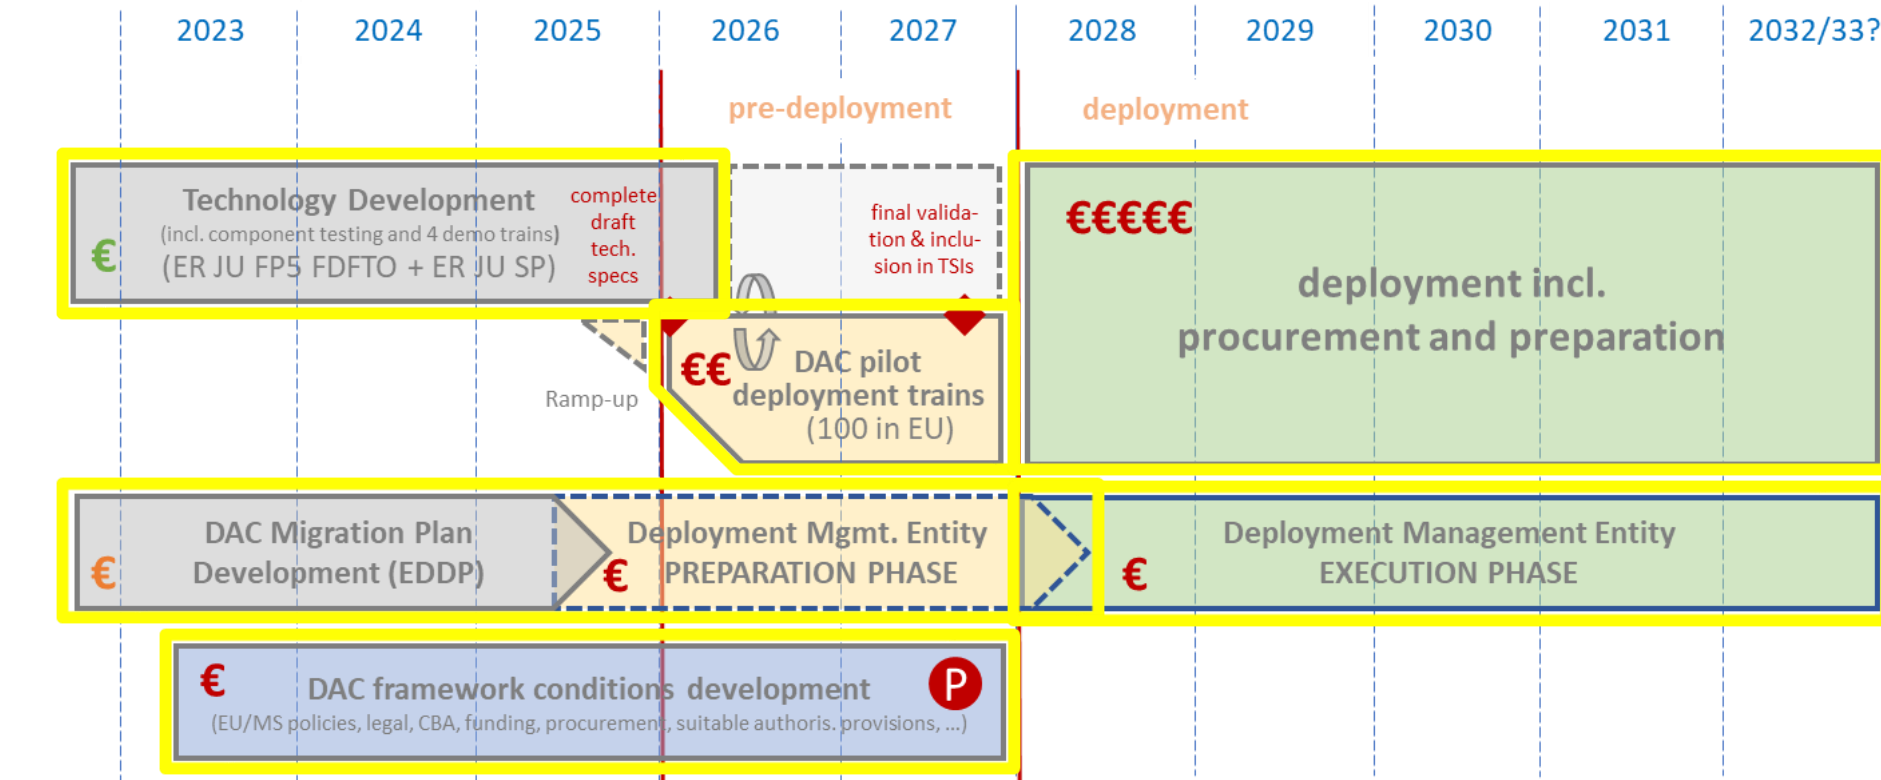 2023 2024 2025 2026 2027 2028 2029 2030 2031 2032/33?
pre-deployment
deployment
Technology Development
(incl. component testing and 4 demo trains)
(ER JU FP5 FDFTO + ER JU SP)
€
complete
draft
tech.
specs
final valida-
tion & inclu-
sion in TSIs
€€€€€
deployment incl.
procurement and preparation
Ramp-up
€€
DAC pilot
deployment trains
(100 in EU)
€
DAC Migration Plan
Development (EDDP)
€
Deployment Mgmt. Entity
PREPARATION PHASE
€
Deployment Management Entity
EXECUTION PHASE
€
DAC framework conditions development
(EU/MS policies, legal, CBA, funding, procurement, suitable authoris. provisions, ...)
P